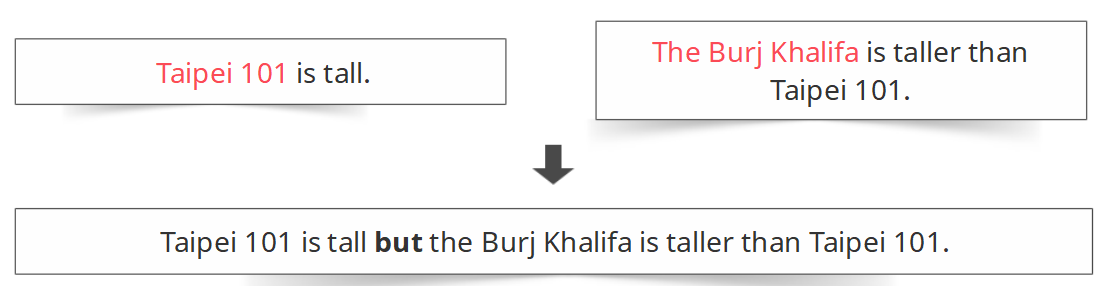 Taipei 101 is tall.
The Burj Khalifa is taller than
Taipei 101.
Taipei 101 is tall but the Burj Khalifa is taller than Taipei 101.